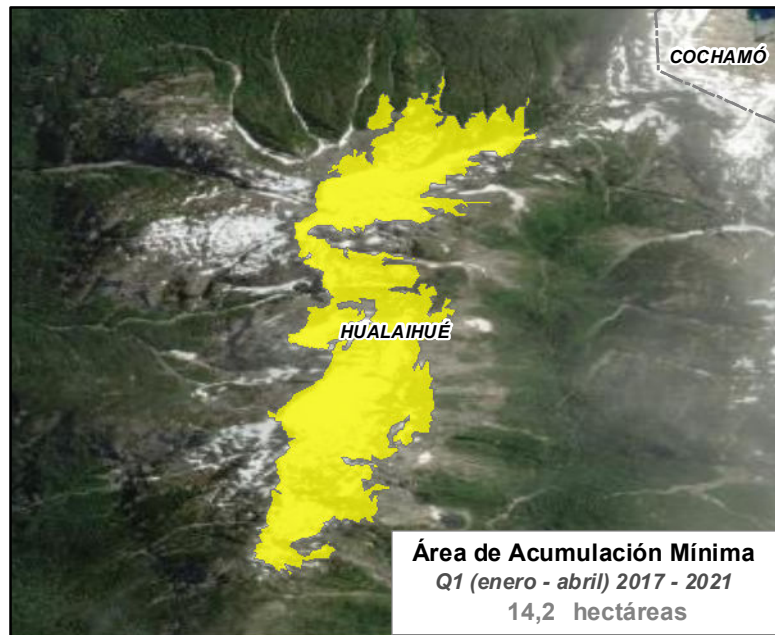 COCHAMÓ
HUALAIHUÉ
Área de Acumulación Mínima
Q1 (enero - abril) 2017 - 2021
14,2 hectáreas